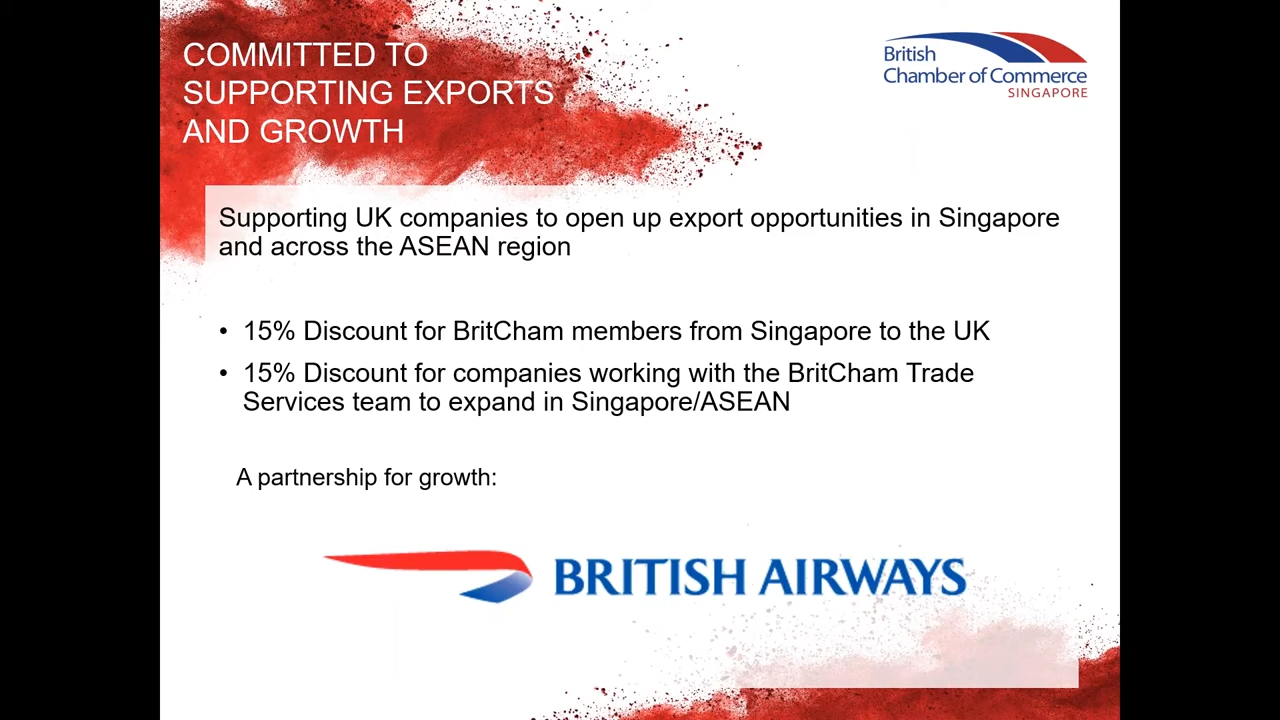 COMMITTED TO
SUPPORTING EXPORTS
AND GROWTH
British
Chamber of Commerce
SINGAPORE
Supporting UK companies to open up export opportunities in Singapore
and across the ASEAN region
• 15% Discount for BritCham members from Singapore to the UK
• 15% Discount for companies working with the BritCham Trade
Services team to expand in Singapore/ASEAN
A partnership for growth:
BRITISH AIRWAYS